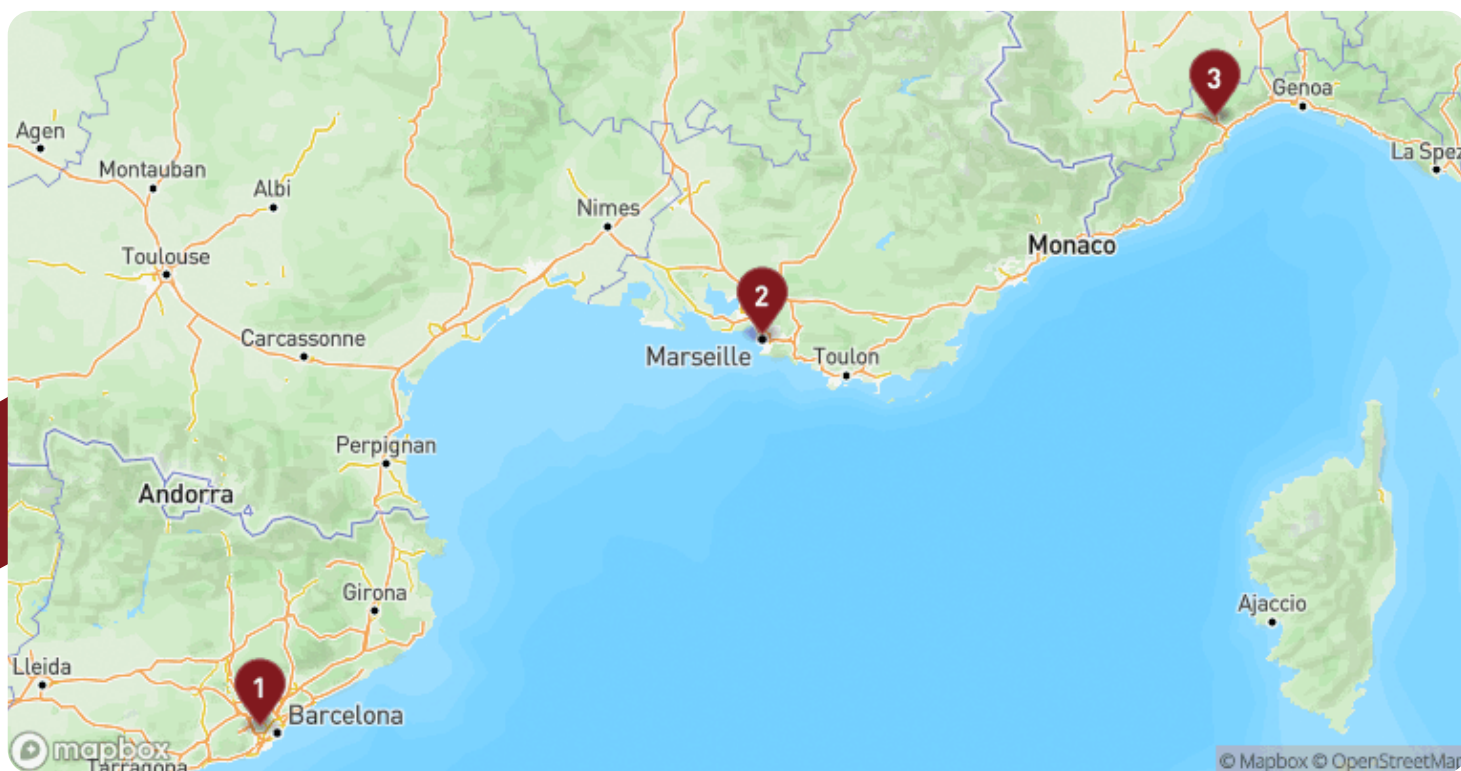 3
Genoa
Agen
La Spez
Montauban
Albi
Nimes
Monaco
Toulouse
2
Carcassonne
Marseille
Toulon
Perpignan
Andorra
Girona
Ajaccio
Lleida
1
Barcelona
mapbox
Tarragona
© Mapbox © OpenStreetMap